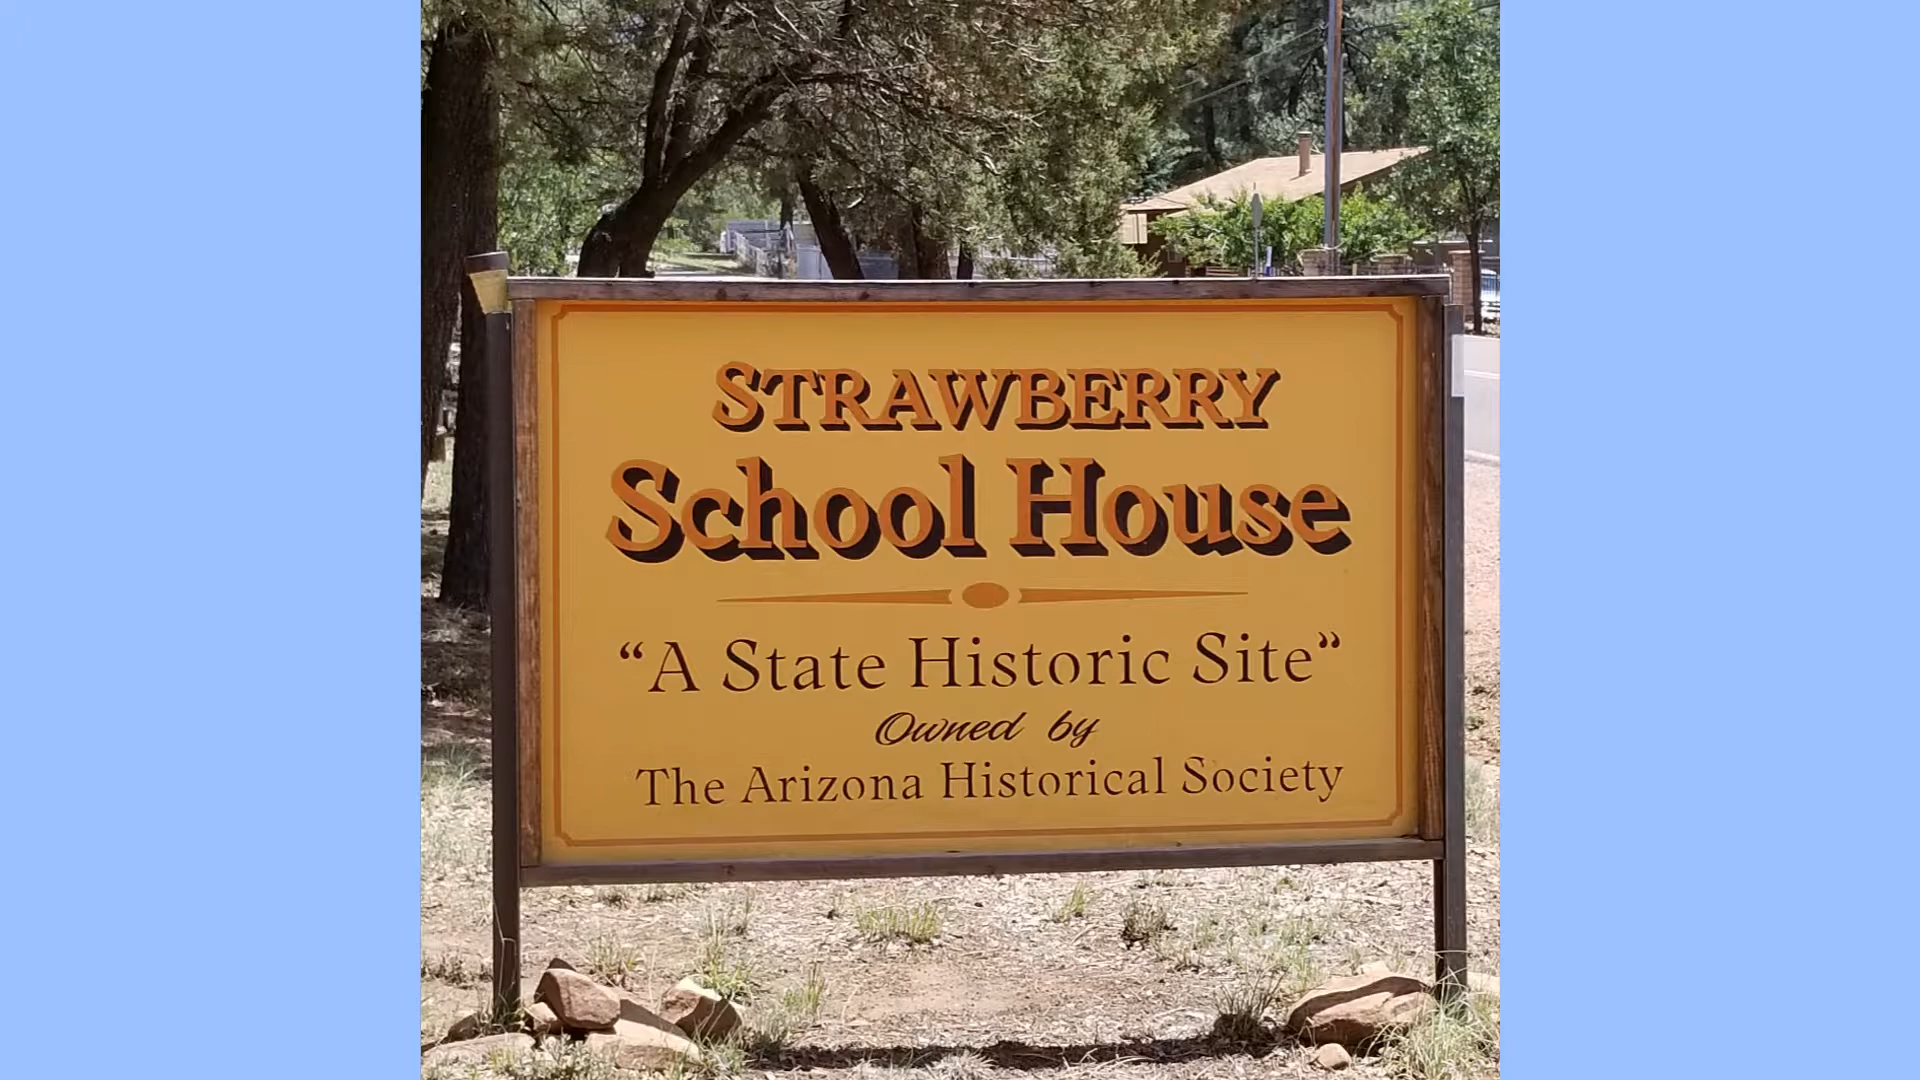 STRAWBERRY
School House
“A State Historic Site”
Owned by
The Arizona Historical Society